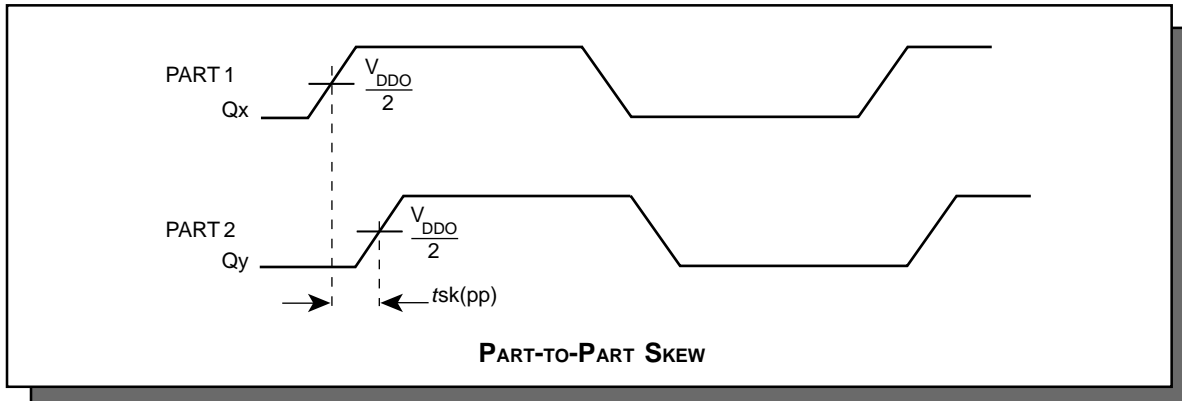 PART 1
Qx
VDDO
2
PART 2
Qy
VDDO
2
tsk(pp)
PART-TO-PART SKEW